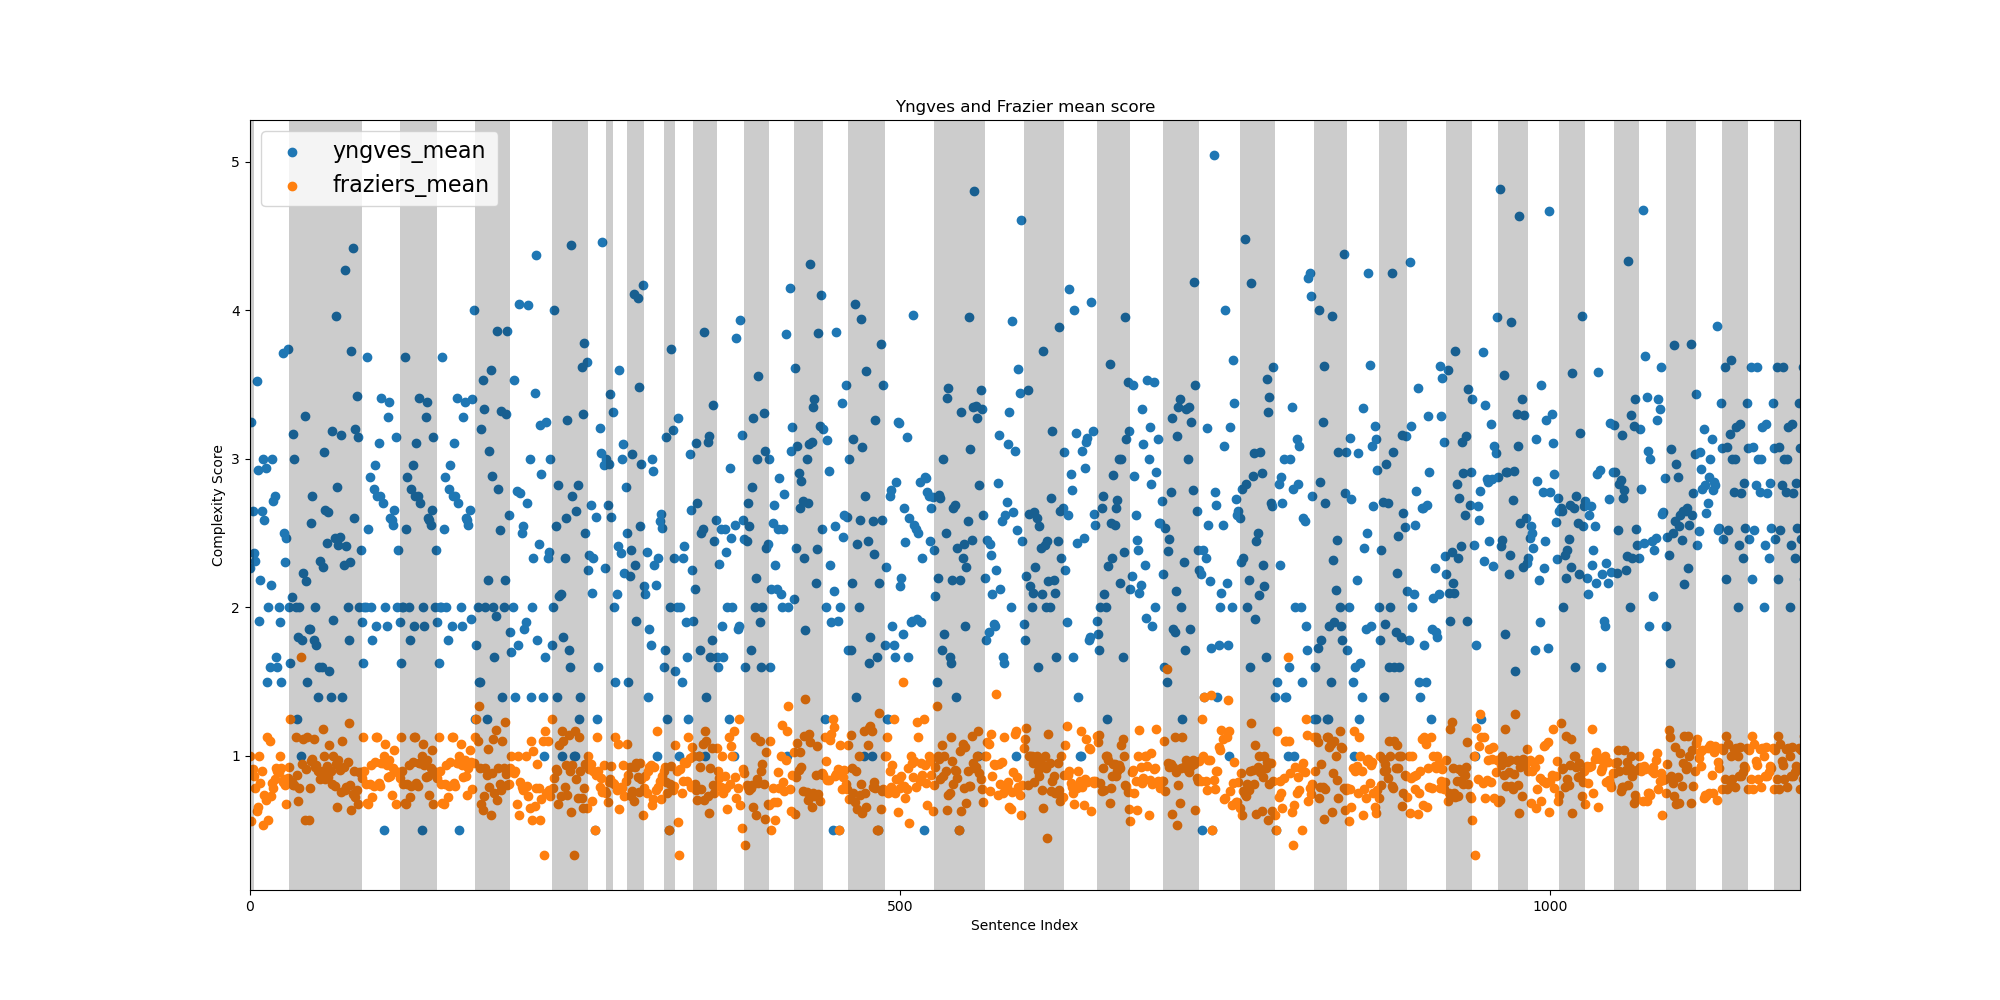 Yngves and Frazier mean score
yngves_mean
fraziers_mean
5
4
3
2
1
Complexity Score
0
500
1000
Sentence Index